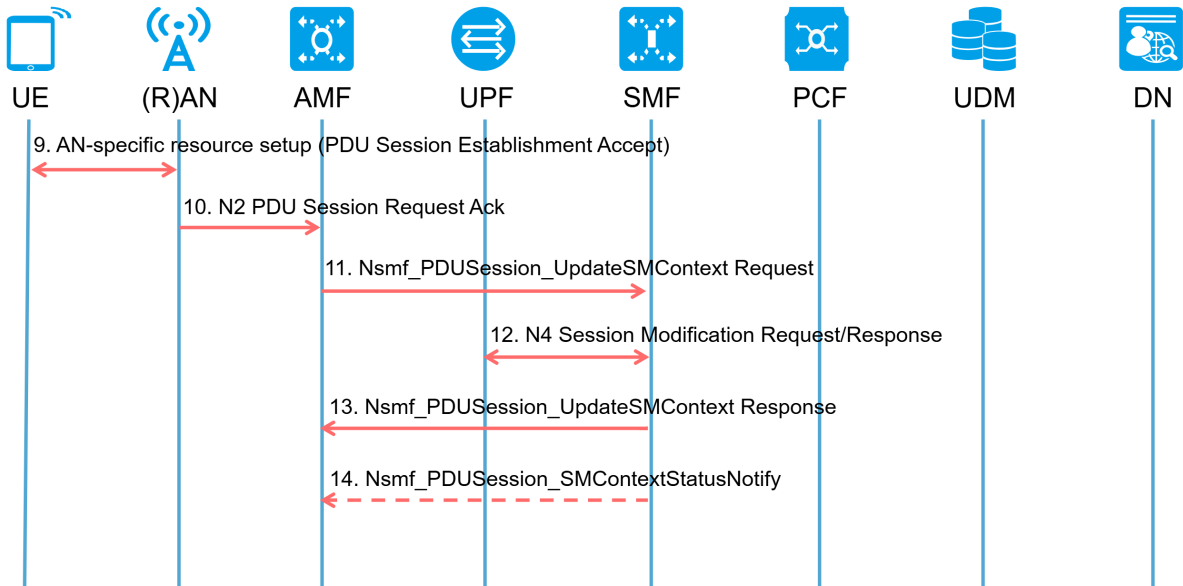 UE (R)AN AMF UPF SMF PCF UDM DN
9. AN-specific resource setup (PDU Session Establishment Accept)
10. N2 PDU Session Request Ack
11. Nsmf_PDUSession_UpdateSMContext Request
12. N4 Session Modification Request/Response
13. Nsmf_PDUSession_UpdateSMContext Response
14. Nsmf_PDUSession_SMContextStatusNotify